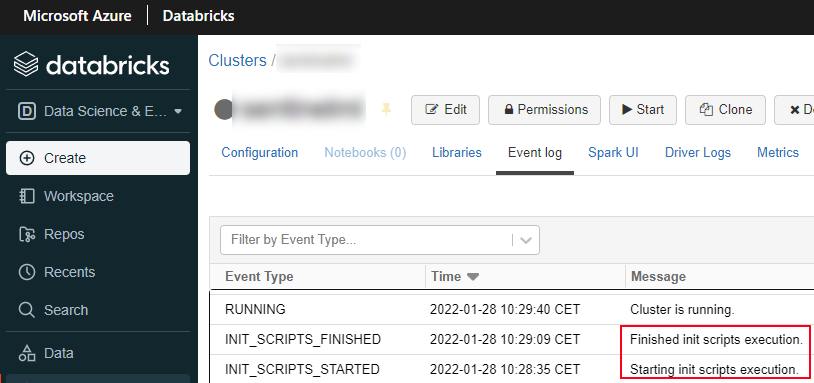 Microsoft Azure Databricks
databricks
Data Science & E...
Create
Workspace
Repos
Recents
Search
Data
Clusters /
Edit
Permissions
Start
Clone
Configuration
Notebooks (0)
Libraries
Event log
Spark UI
Driver Logs
Metrics
Filter by Event Type...
Event Type Time Message
RUNNING 2022-01-28 10:29:40 CET Cluster is running.
INIT_SCRIPTS_FINISHED 2022-01-28 10:29:09 CET Finished init scripts execution.
INIT_SCRIPTS_STARTED 2022-01-28 10:28:35 CET Starting init scripts execution.